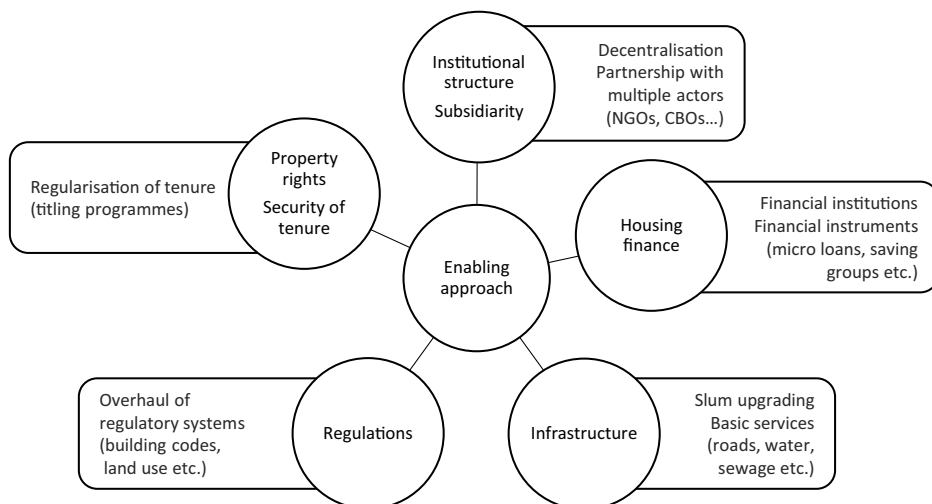 Institutional
structure
Subsidiarity
Decentralisation
Partnership with
multiple actors
(NGOs, CBOs...)
Regularisation of tenure
(titling programmes)
Property
rights
Security of
tenure
Housing
finance
Financial institutions
Financial instruments
(micro loans, saving
groups etc.)
Enabling
approach
Overhaul of
regulatory systems
(building codes,
land use etc.)
Regulations
Infrastructure
Slum upgrading
Basic services
(roads, water,
sewage etc.)